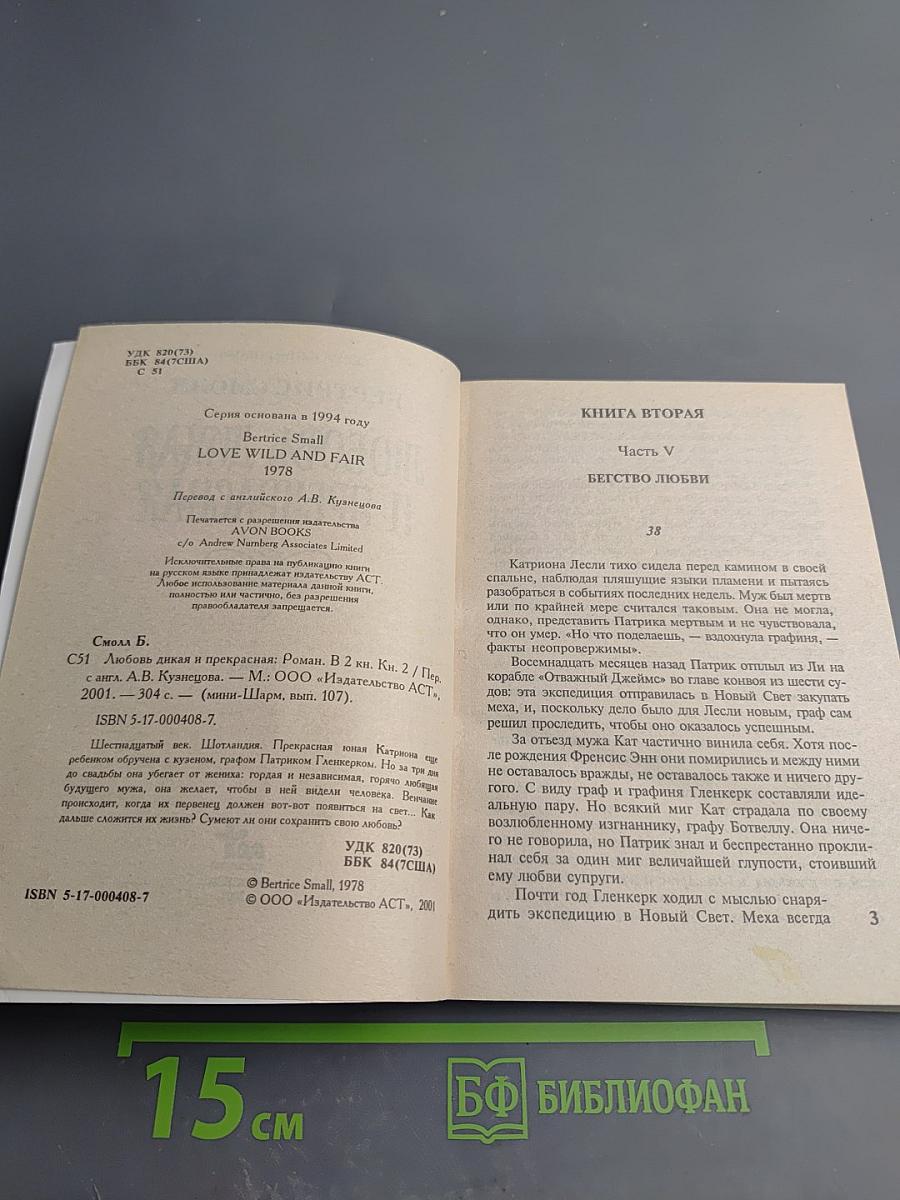 УДК 820(73)
ББК 84(7США)
С 51
Серия основана в 1994 году
Bertrice Small
LOVE WILD AND FAIR
1978
Перевод с английского А.В. Кузнецова
Печатается с разрешения издательства
AVON BOOKS
c/o Andrew Nurnberg Associates Limited
Исключительные права на публикацию книги
на русском языке принадлежат издательству АСТ.
Любое использование материала данной книги,
полностью или частично, без разрешения
правообладателя запрещается.
Смолл Б.
С51 Любовь дикая и прекрасная: Роман. В 2 кн. Кн. 2 / Пер.
с англ. А.В. Кузнецова. — М.: ООО «Издательство АСТ»,
2001. — 304 с. — (мини-Шарм, вып. 107).
ISBN 5-17-000408-7.
Шестнадцатый век. Шотландия. Прекрасная юная Катриона еще
ребенком обручена с кузеном, графом Патриком Гленкерком. Но за три дня
до свадьбы она убегает от жениха: гордая и независимая, горячо любящая
будущего мужа, она желает, чтобы в ней видели человека. Венчание
происходит, когда их первенец должен вот-вот появиться на свет... Как
дальше сложится их жизнь? Сумеют ли они сохранить свою любовь?
УДК 820(73)
ББК 84(7США)
ISBN 5-17-000408-7
© Bertrice Small, 1978
© ООО «Издательство АСТ», 2001
КНИГА ВТОРАЯ
Часть V
БЕГСТВО ЛЮБВИ
38
Катриона Лесли тихо сидела перед камином в своей
спальне, наблюдая пляшущие языки пламени и пытаясь
разобраться в событиях последних недель. Муж был мертв
или по крайней мере считался таковым. Она не могла,
однако, представить Патрика мертвым и не чувствовала,
что он умер. «Но что поделаешь, — вздохнула графиня, —
факты неопровержимы».
Восемнадцать месяцев назад Патрик отплыл из Ли на
корабле «Отважный Джеймс» во главе конвоя из шести су-
дов: эта экспедиция отправилась в Новый Свет закупать
меха, и, поскольку дело было для Лесли новым, граф сам
решил проследить, чтобы оно оказалось успешным.
За отъезд мужа Кат частично винила себя. Хотя пос-
ле рождения Френсис Энн они помирились и между ними
не оставалось вражды, не оставалось также и ничего дру-
гого. С виду граф и графиня Гленкерк составляли иде-
альную пару. Но всякий миг Кат страдала по своему
возлюбленному изгнаннику, графу Ботвеллу. Она ниче-
го не говорила, но Патрик знал и беспрестанно прокли-
нал себя за один миг величайшей глупости, стоивший
ему любви супруги.
Почти год Гленкерк ходил с мыслью снаря-
дить экспедицию в Новый Свет. Меха всегда
3
15 см
БФ БИБЛИОФАН